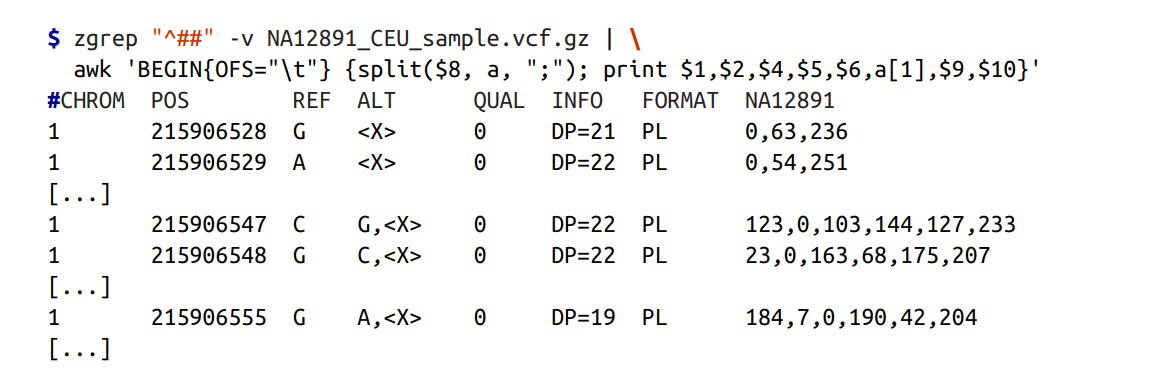 $ zgrep "^##" -v NA12891_CEU_sample.vcf.gz | \
awk 'BEGIN{OFS="\t"} {split($8, a, ";"); print $1,$2,$4,$5,$6,a[1],$9,$10}'
#CHROM POS REF ALT QUAL INFO FORMAT NA12891
1 215906528 G <X> 0 DP=21 PL 0,63,236
1 215906529 A <X> 0 DP=22 PL 0,54,251
[...]
1 215906547 C G,<X> 0 DP=22 PL 123,0,103,144,127,233
1 215906548 G C,<X> 0 DP=22 PL 23,0,163,68,175,207
[...]
1 215906555 G A,<X> 0 DP=19 PL 184,7,0,190,42,204
[...]